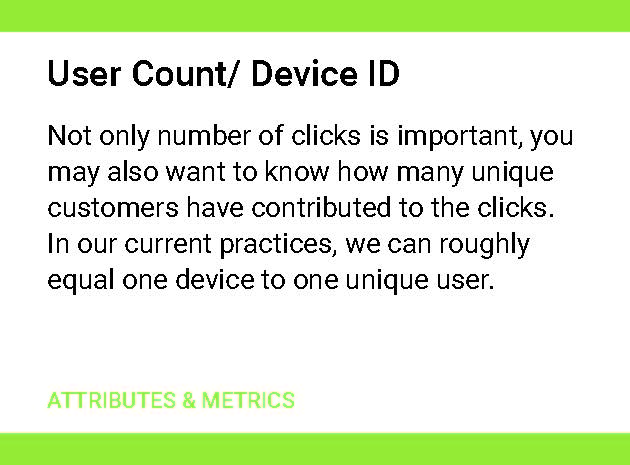 User Count/ Device ID
Not only number of clicks is important, you
may also want to know how many unique
customers have contributed to the clicks.
In our current practices, we can roughly
equal one device to one unique user.
ATTRIBUTES & METRICS